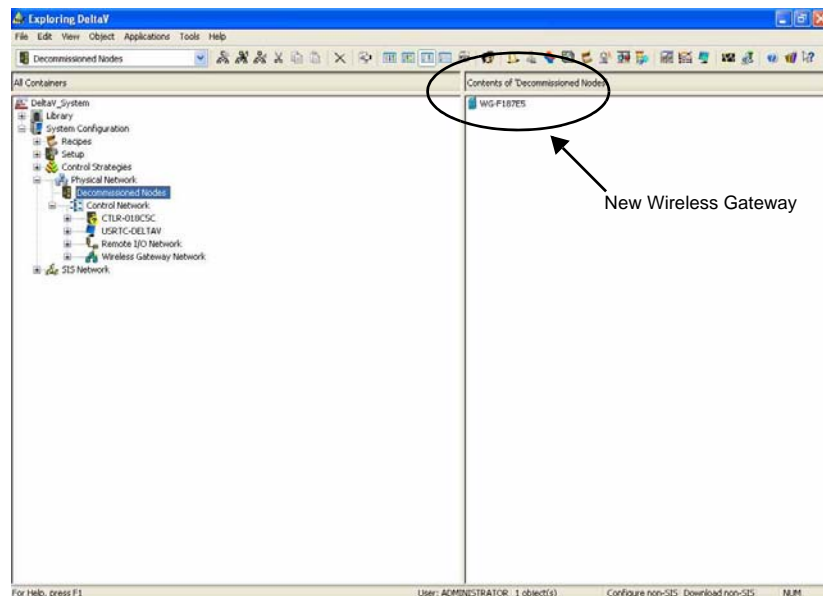 Exploring DeltaV
File Edit View Object Applications Tools Help
Decommissioned Nodes
All Containers
Contents of 'Decommissioned Nodes'
DeltaV_System
Library
System Configuration
Recipes
Setup
Control Strategies
Physical Network
Decommissioned Nodes
Control Network
CTLR-018C5C
USRTC-DELTAV
Remote I/O Network
Wireless Gateway Network
SIS Network
WG-F187E5
New Wireless Gateway
For Help, press F1
User: ADMINISTRATOR 1 object(s) Configure non-SIS Download non-SIS NUM